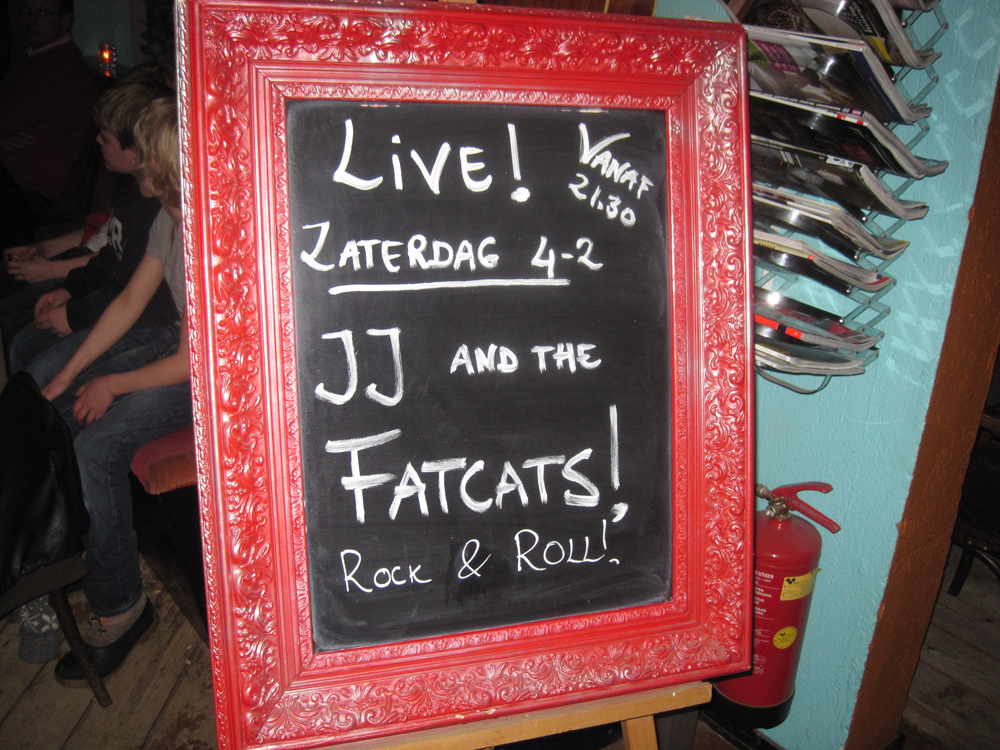 LiVE!
VANAF
21.30
ZATERDAG 4-2
JJ AND THE
FATCATS!
ROCK & ROLL!